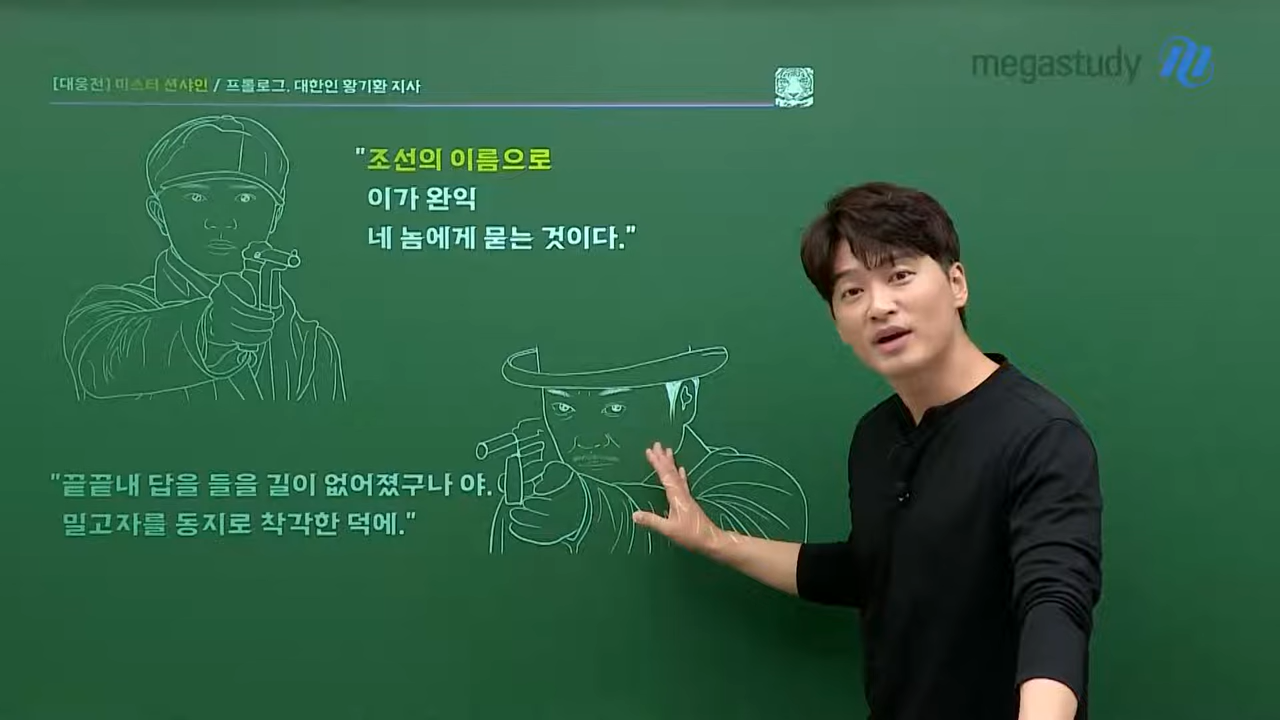 [대웅전] 미스터 션샤인 / 프롤로그. 대한인 황기환 지사
megastudy
"조선의 이름으로
이가 완익
네 놈에게 묻는 것이다."
"끝끝내 답을 들을 길이 없어졌구나 야.
밀고자를 동지로 착각한 덕에."